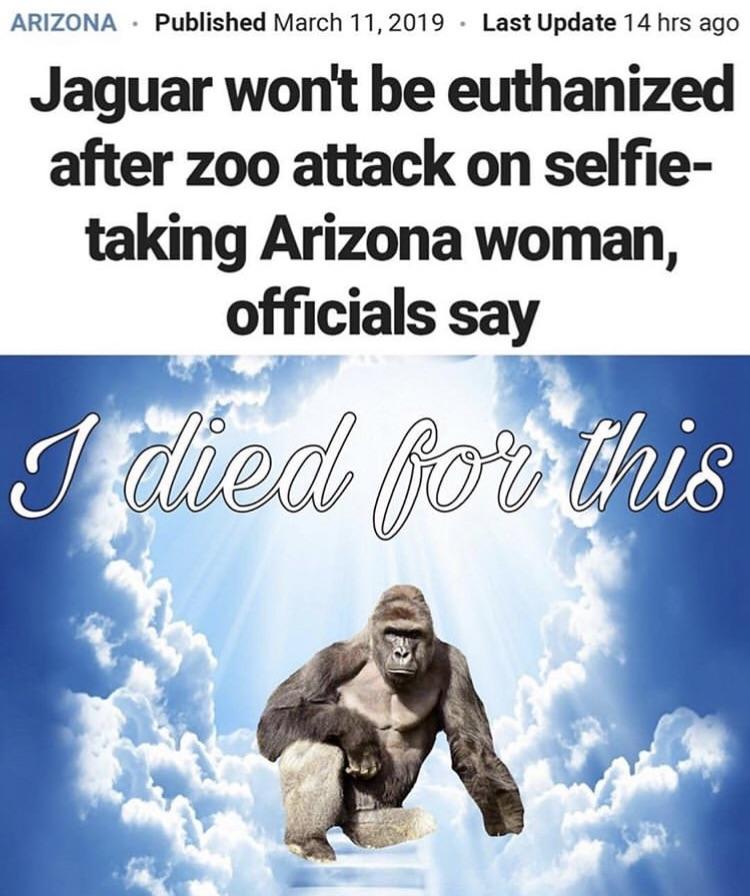 ARIZONA · Published March 11, 2019 · Last Update 14 hrs ago
Jaguar won't be euthanized
after zoo attack on selfie-
taking Arizona woman,
officials say
I died for this